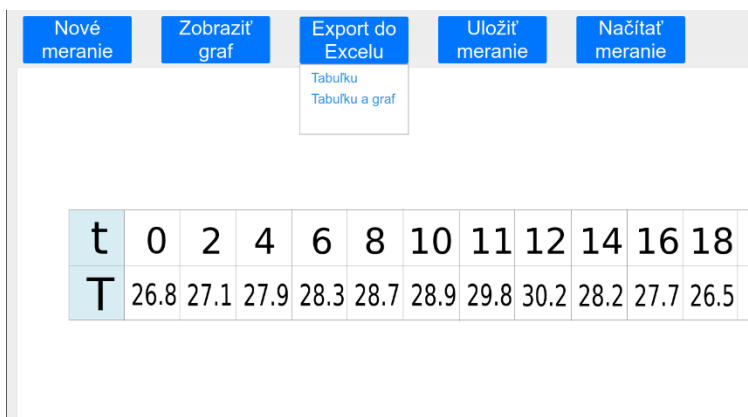 Nové meranie
Zobraziť graf
Export do Excelu
Uložiť meranie
Načítať meranie
Tabuľku
Tabuľku a graf
t 0 2 4 6 8 10 11 12 14 16 18
T 26.8 27.1 27.9 28.3 28.7 28.9 29.8 30.2 28.2 27.7 26.5